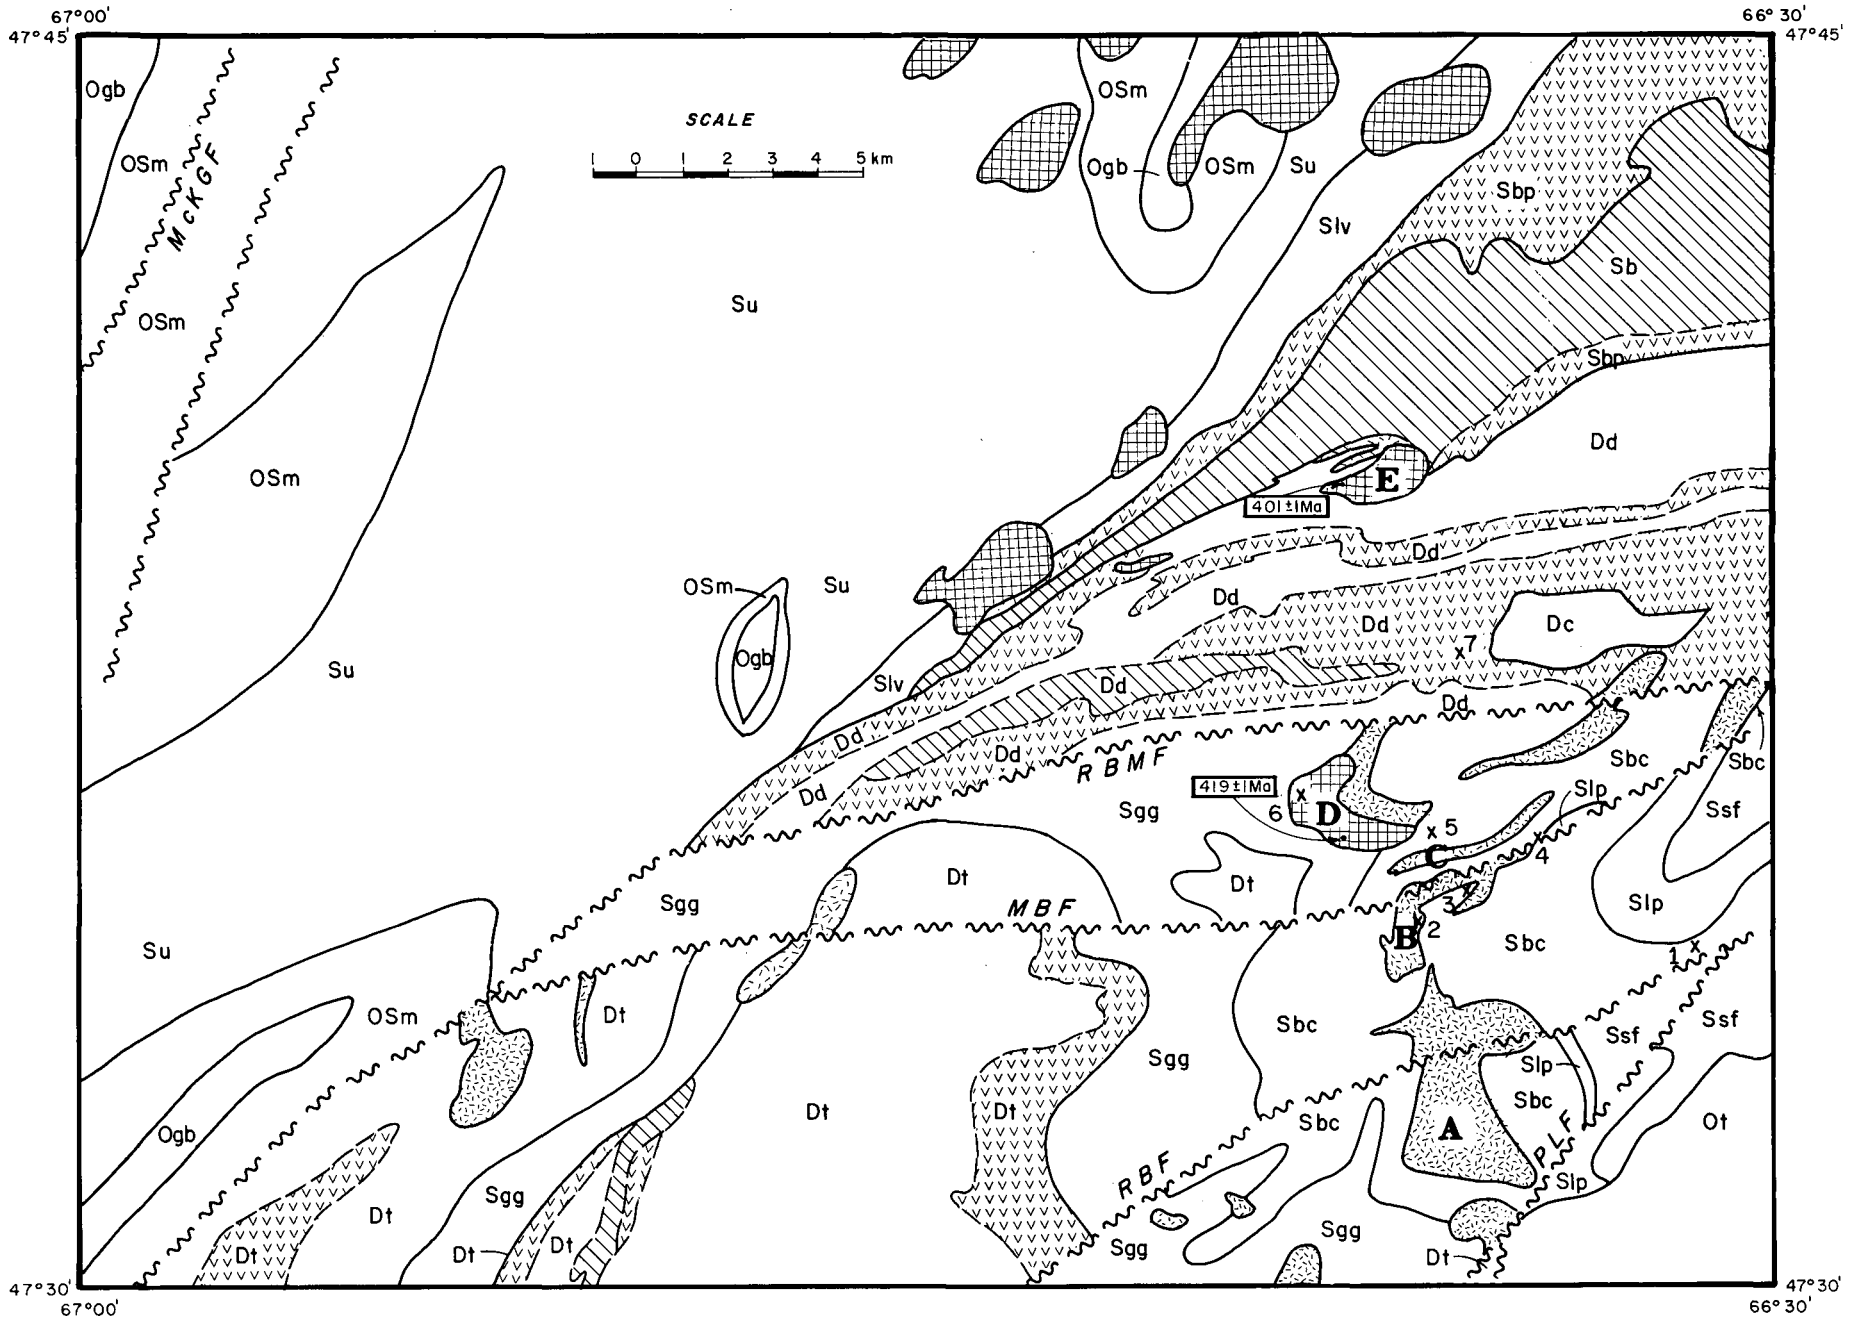 67°00' 66°30'
47°45' 47°45'
Ogb
OSm
SCALE
1 0 1 2 3 4 5 km
OSm
Ogb
OSm
Su
Sbp
OSm
McKGF
Slv
Sb
OSm
Su
Sbp
Dd
OSm
E
401±1Ma
Dd
OSm
Su
Dd
Dd
Dc
7
Ogb
Su
Slv
Dd
Dd
Dd
Dd
RBMF
Sbc
Sbc
419±1Ma
Slp
Dd
Sgg
6
D
5
Ssf
C
4
Dt
Dt
Sgg
MBF
3
Slp
B
2
Su
Sbc
1
OSm
Dt
Sbc
Ssf
Ssf
Sgg
Slp
Dt
Dt
Sbc
Sbc
A
Ot
Ogb
PLF
RBF
Slp
Sgg
Dt
Sgg
Dt
Dt
Dt
Sgg
Dt
47°30' 47°30'
67°00' 66°30'